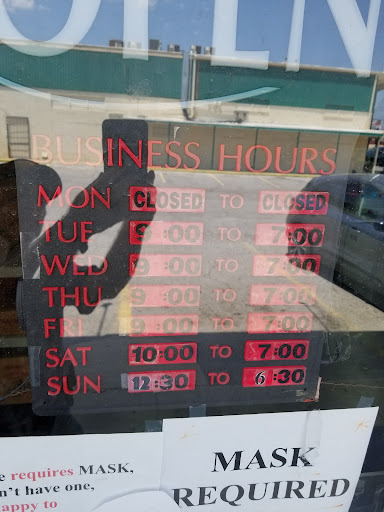 OPEN
BUSINESS HOURS
MON CLOSED TO CLOSED
TUE 9:00 TO 7:00
WED 9:00 TO 7:00
THU 9:00 TO 7:00
FRI 9:00 TO 7:00
SAT 10:00 TO 7:00
SUN 12:30 TO 6:30
requires MASK,
n't have one,
appy to
MASK
REQUIRED